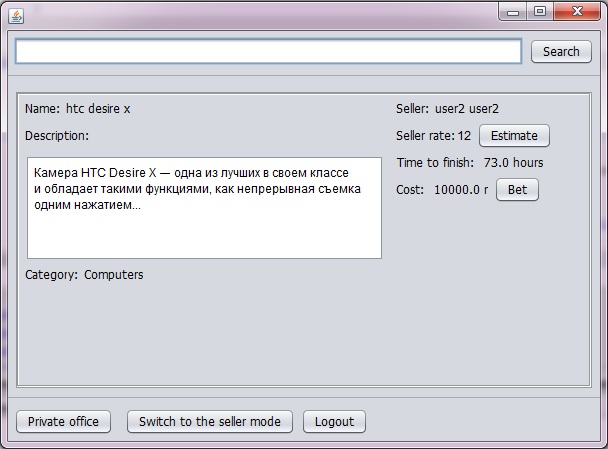 Search
Name: htc desire x
Seller: user2 user2
Description:
Seller rate: 12 Estimate
Камера HTC Desire X — одна из лучших в своем классе
и обладает такими функциями, как непрерывная съемка
одним нажатием...
Time to finish: 73.0 hours
Cost: 10000.0 r Bet
Category: Computers
Private office Switch to the seller mode Logout